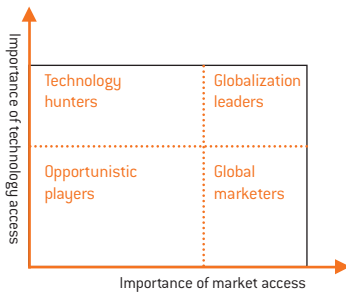 Importance of technology access
Technology
hunters
Globalization
leaders
Opportunistic
players
Global
marketers
Importance of market access